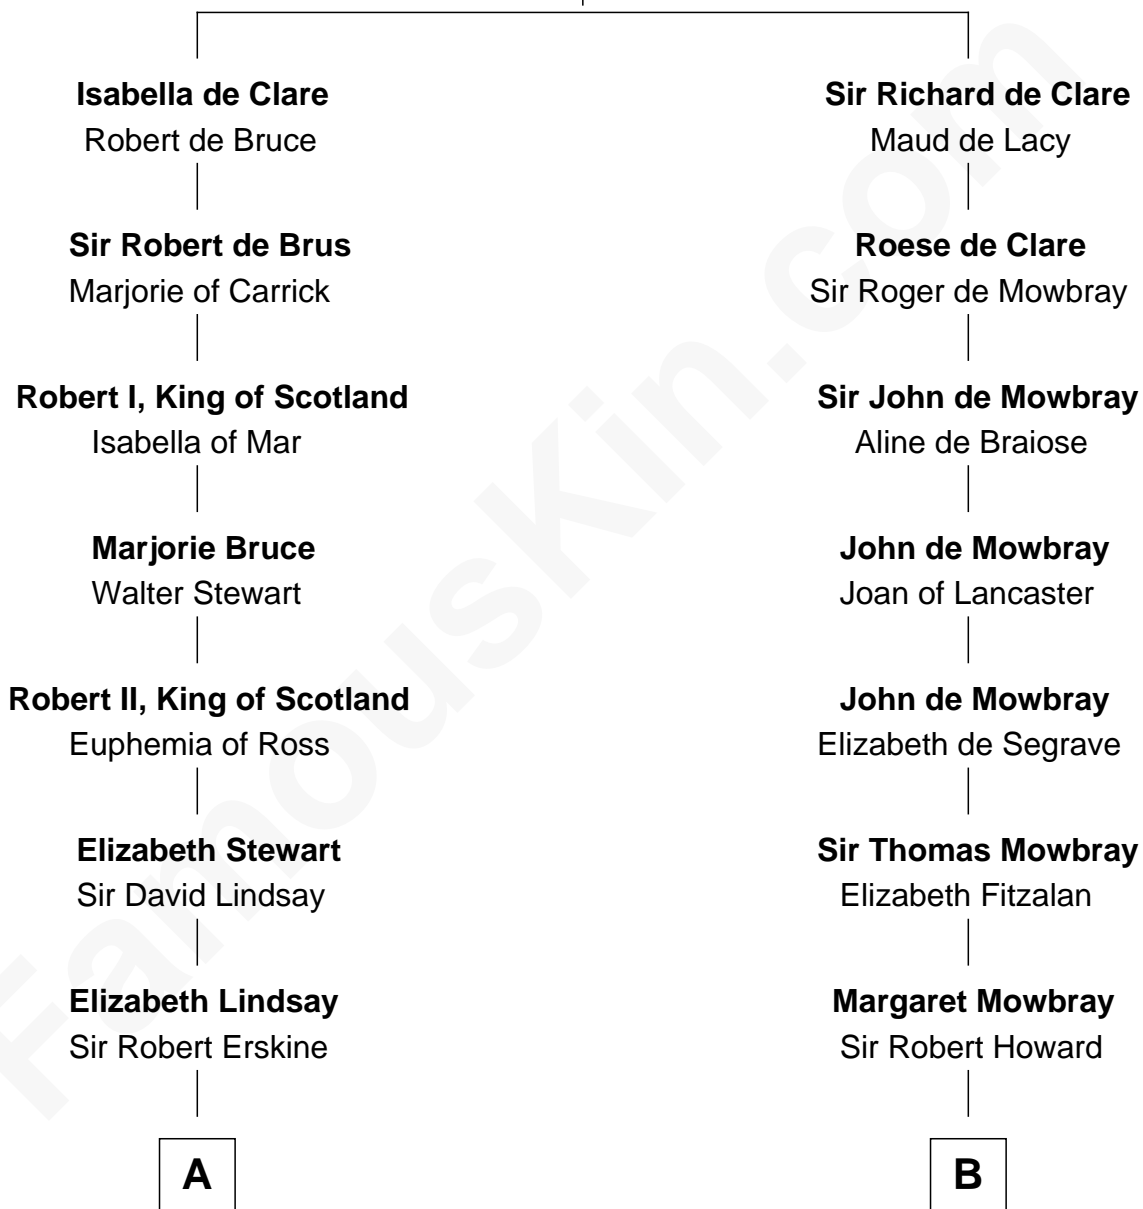 Isabella de Clare
Robert de Bruce
Sir Robert de Brus
Marjorie of Carrick
Robert I, King of Scotland
Isabella of Mar
Marjorie Bruce
Walter Stewart
Robert II, King of Scotland
Euphemia of Ross
Elizabeth Stewart
Sir David Lindsay
Elizabeth Lindsay
Sir Robert Erskine
A
Sir Richard de Clare
Maud de Lacy
Roese de Clare
Sir Roger de Mowbray
Sir John de Mowbray
Aline de Braiose
John de Mowbray
Joan of Lancaster
John de Mowbray
Elizabeth de Segrave
Sir Thomas Mowbray
Elizabeth Fitzalan
Margaret Mowbray
Sir Robert Howard
B
FamousKin.com